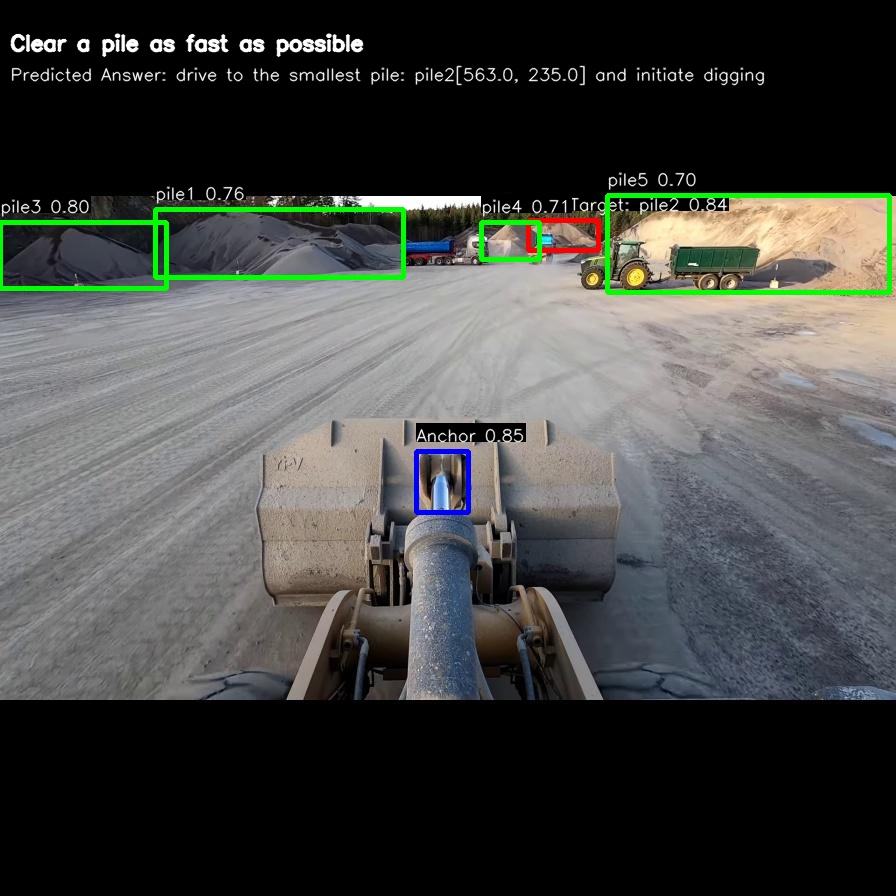 Clear a pile as fast as possible
Predicted Answer: drive to the smallest pile: pile2[563.0, 235.0] and initiate digging
pile5 0.70
pile1 0.76
pile3 0.80
pile4 0.71
Target: pile2 0.84
Anchor 0.85